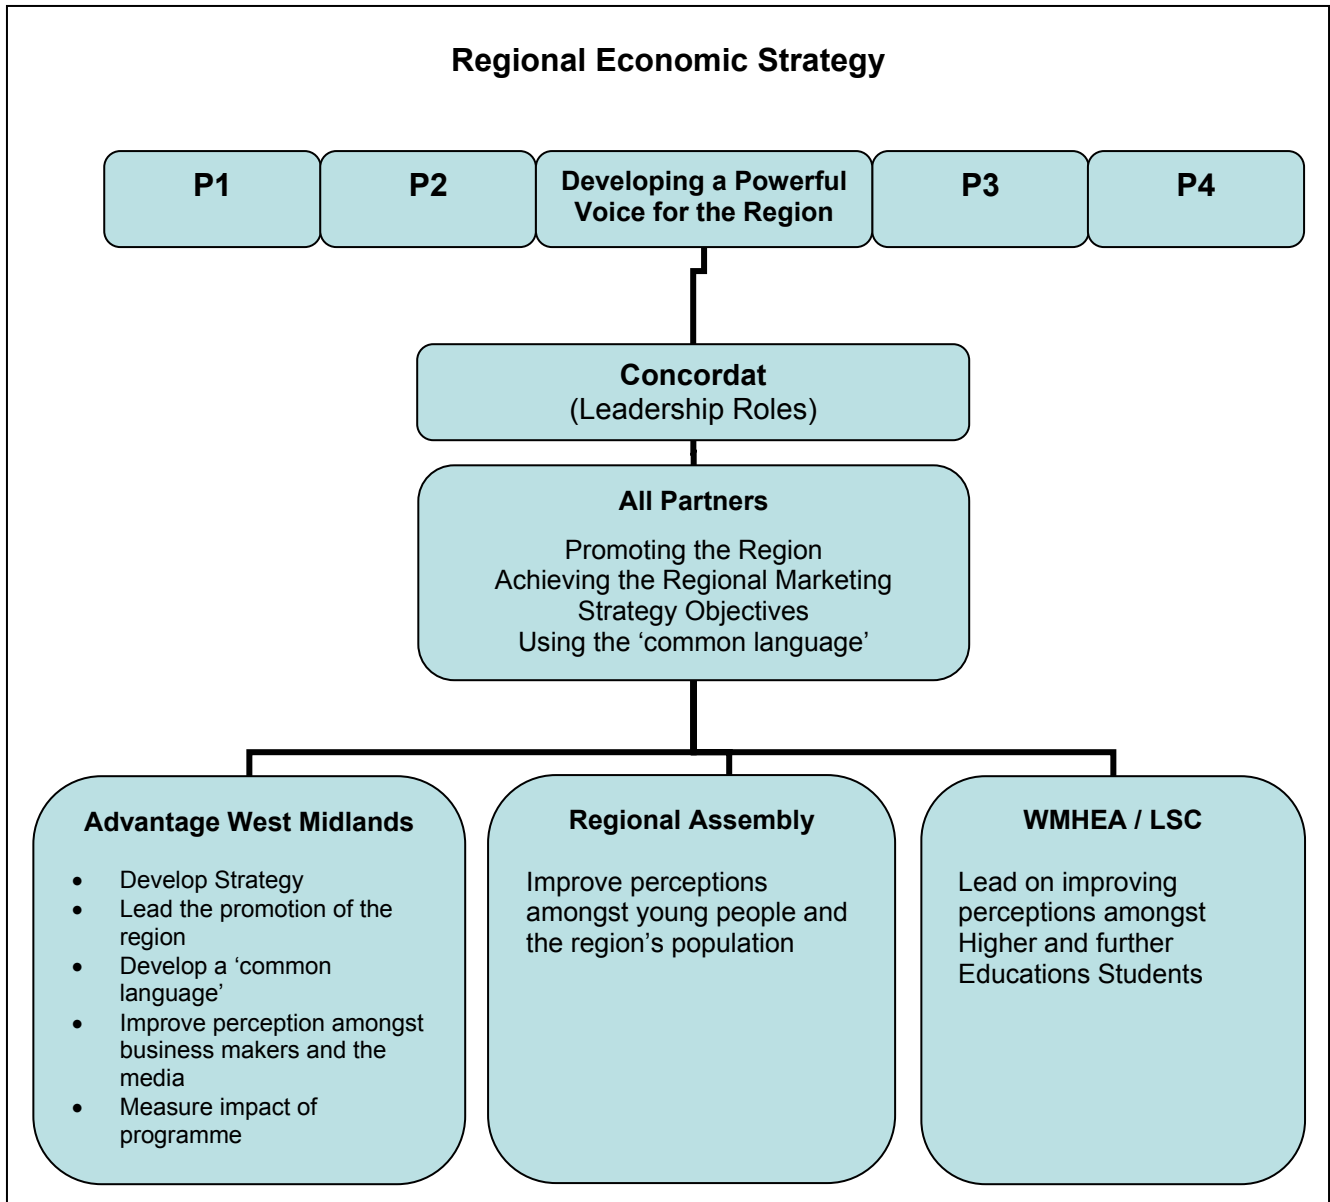 Regional Economic Strategy
P1
P2
Developing a Powerful
Voice for the Region
P3
P4
Concordat
(Leadership Roles)
All Partners
Promoting the Region
Achieving the Regional Marketing
Strategy Objectives
Using the ‘common language’
Advantage West Midlands
• Develop Strategy
• Lead the promotion of the
region
• Develop a ‘common
language’
• Improve perception amongst
business makers and the
media
• Measure impact of
programme
Regional Assembly
Improve perceptions
amongst young people and
the region’s population
WMHEA / LSC
Lead on improving
perceptions amongst
Higher and further
Educations Students